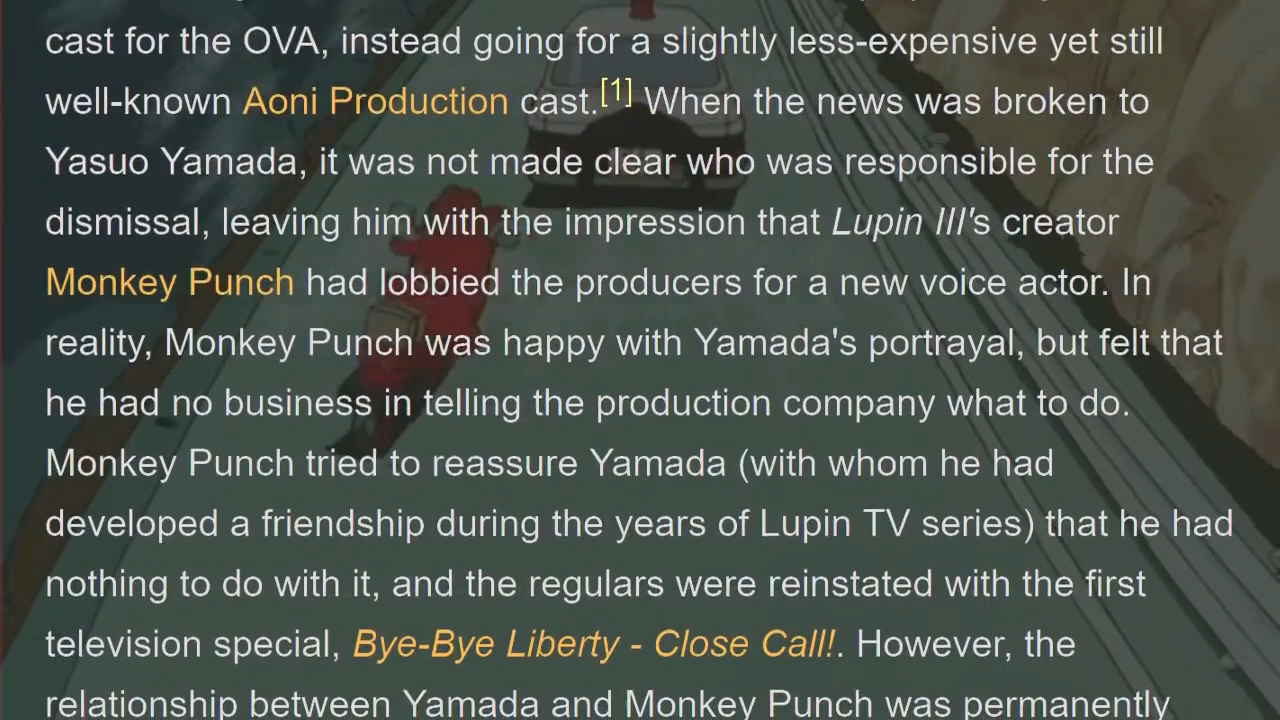 cast for the OVA, instead going for a slightly less-expensive yet still
well-known Aoni Production cast.[1] When the news was broken to
Yasuo Yamada, it was not made clear who was responsible for the
dismissal, leaving him with the impression that Lupin III's creator
Monkey Punch had lobbied the producers for a new voice actor. In
reality, Monkey Punch was happy with Yamada's portrayal, but felt that
he had no business in telling the production company what to do.
Monkey Punch tried to reassure Yamada (with whom he had
developed a friendship during the years of Lupin TV series) that he had
nothing to do with it, and the regulars were reinstated with the first
television special, Bye-Bye Liberty - Close Call!. However, the
relationship between Yamada and Monkey Punch was permanently